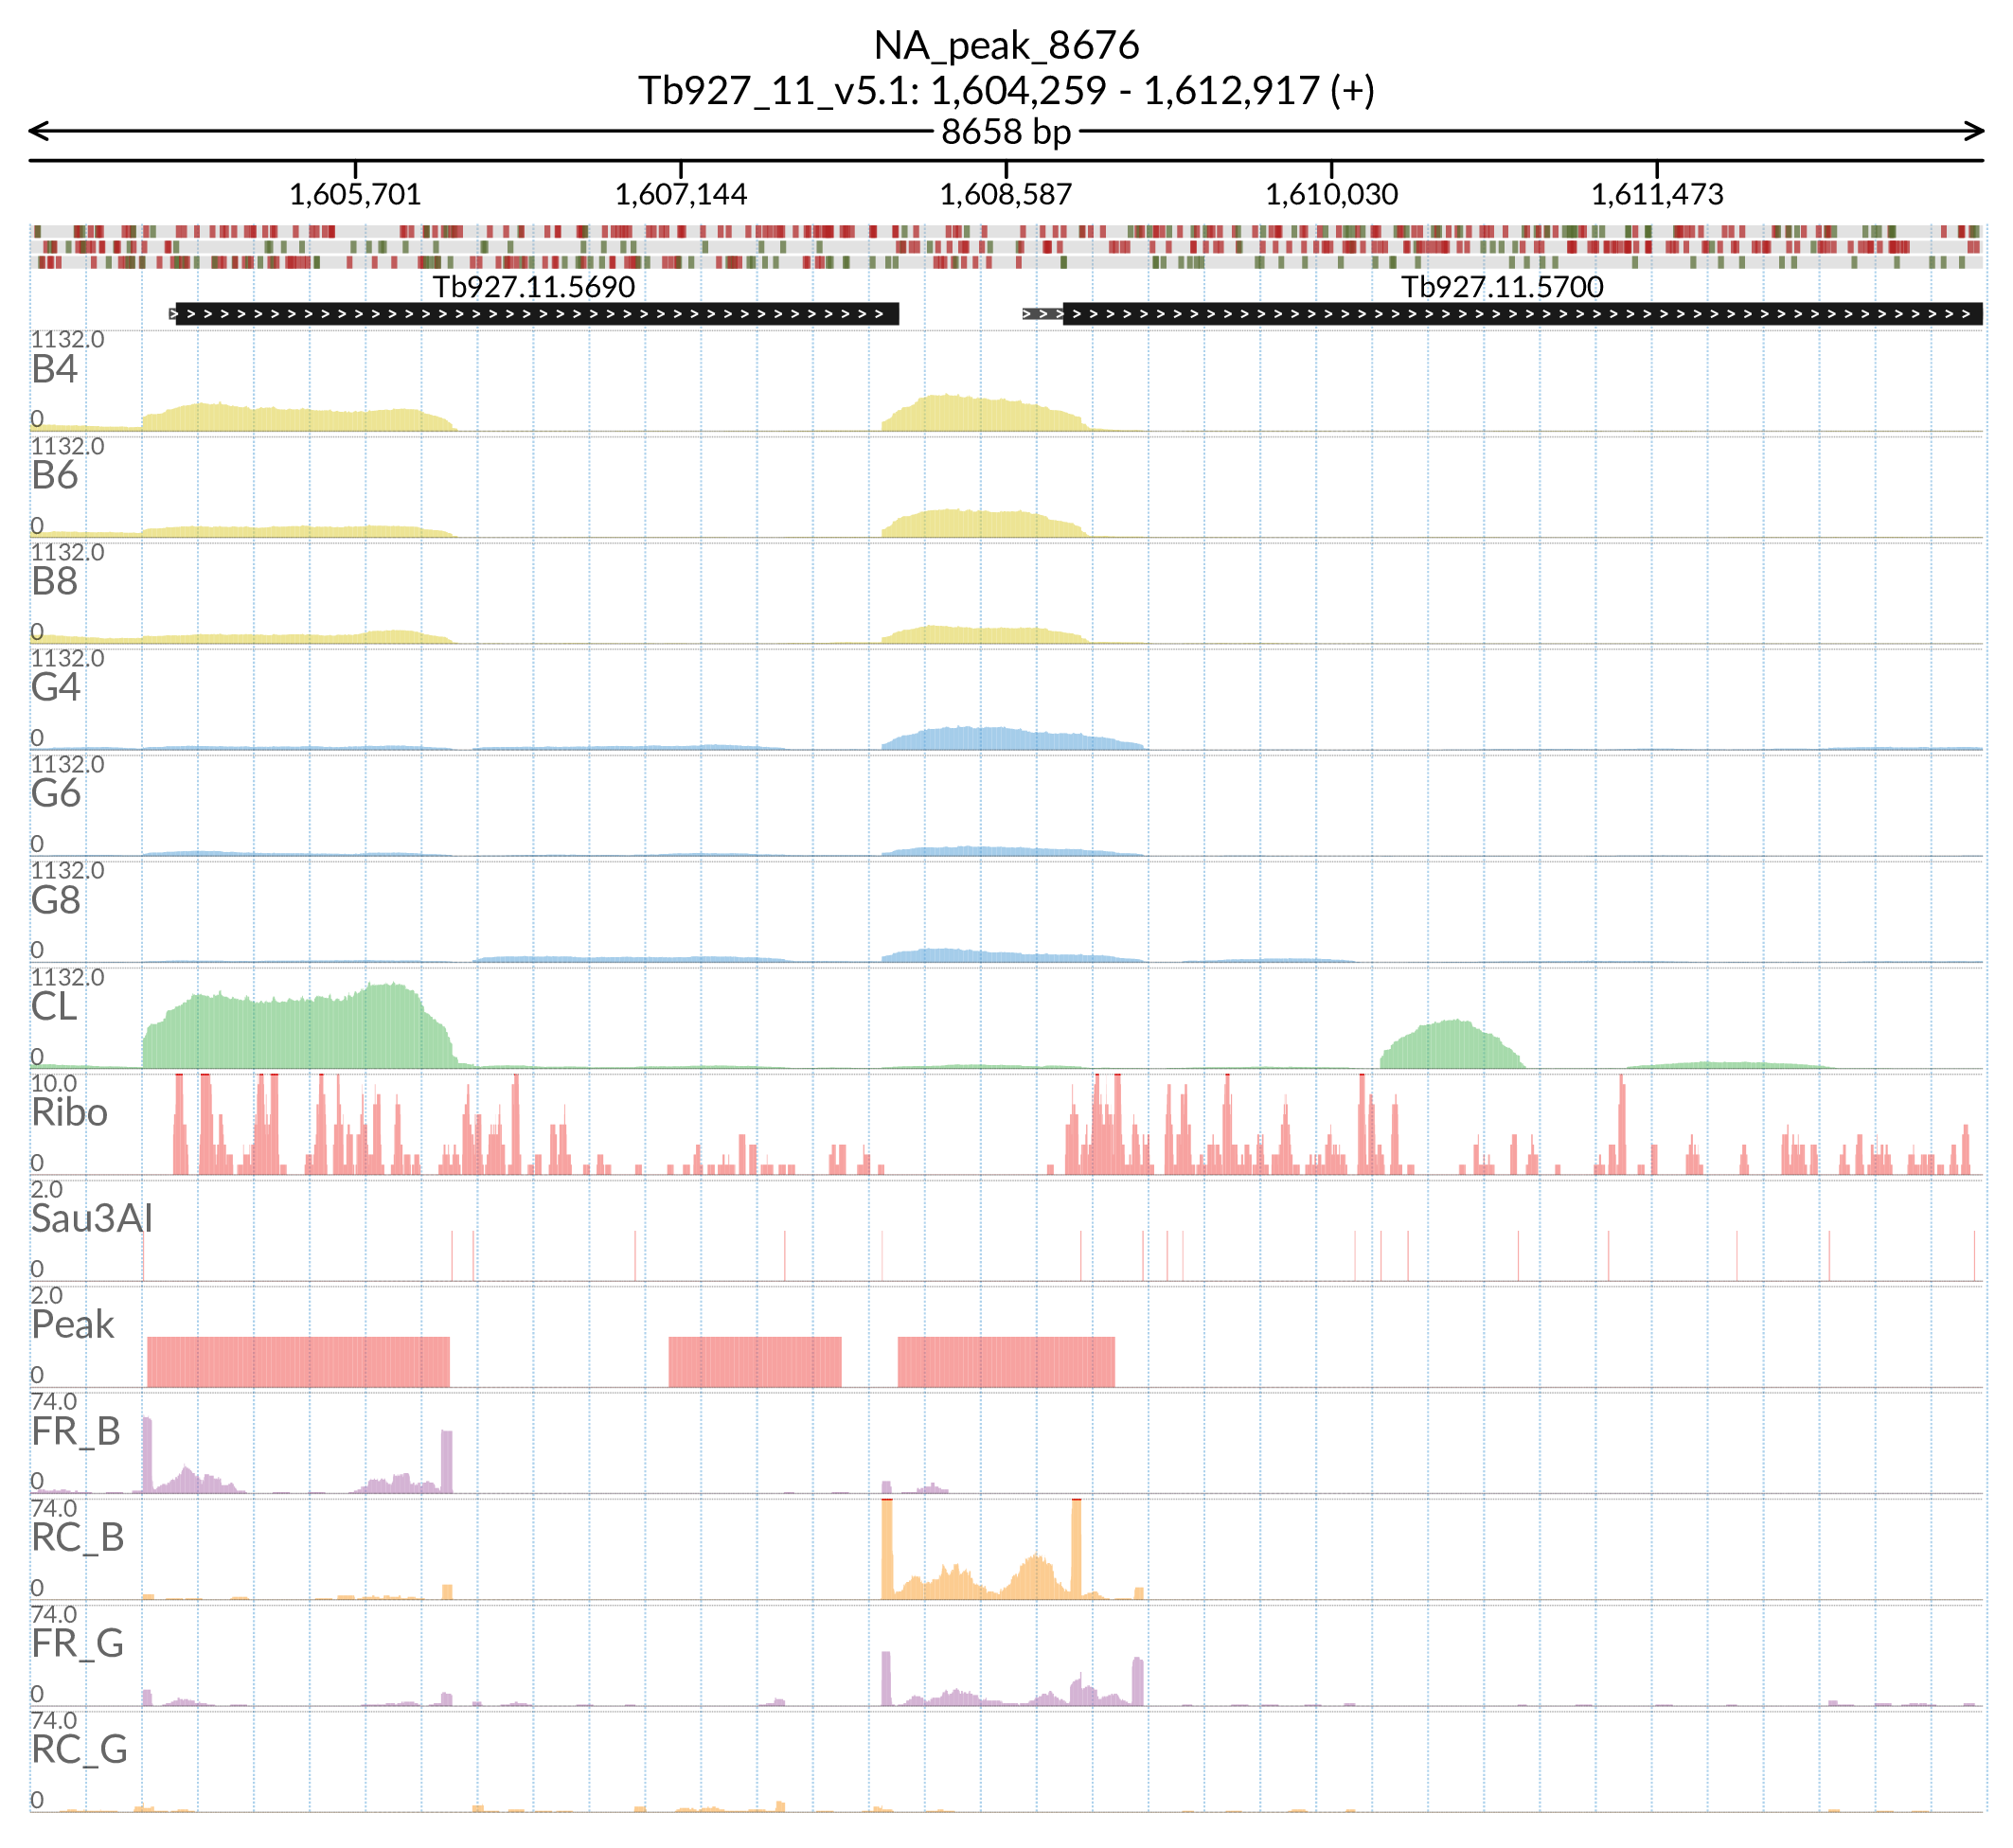 NA_peak_8676
Tb927_11_v5.1: 1,604,259 - 1,612,917 (+)
8658 bp
1,605,701 1,607,144 1,608,587 1,610,030 1,611,473
Tb927.11.5690 Tb927.11.5700
1132.0
B4
0
1132.0
B6
0
1132.0
B8
0
1132.0
G4
0
1132.0
G6
0
1132.0
G8
0
1132.0
CL
0
10.0
Ribo
0
2.0
Sau3AI
0
2.0
Peak
0
74.0
FR_B
0
74.0
RC_B
0
74.0
FR_G
0
74.0
RC_G
0